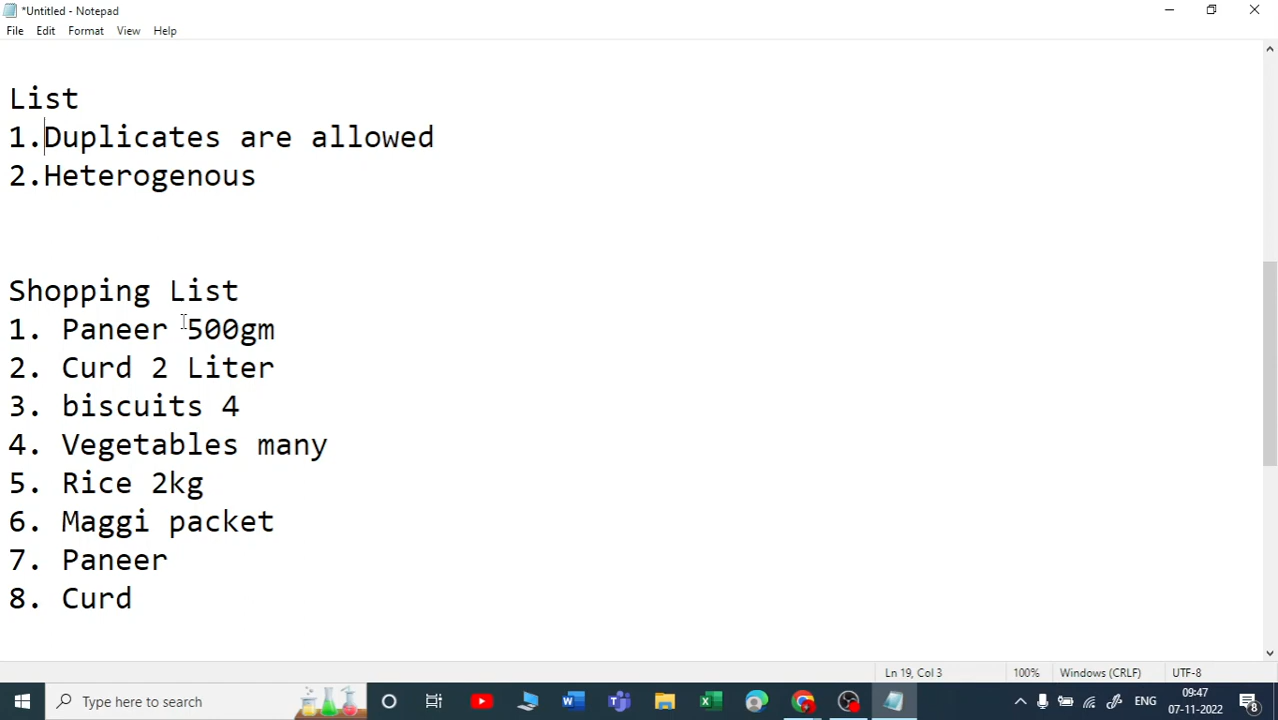 *Untitled - Notepad
File Edit Format View Help
List
1.Duplicates are allowed
2.Heterogenous
Shopping List
1. Paneer 500gm
2. Curd 2 Liter
3. biscuits 4
4. Vegetables many
5. Rice 2kg
6. Maggi packet
7. Paneer
8. Curd
Ln 19, Col 3 100% Windows (CRLF) UTF-8
Type here to search
ENG
09:47
07-11-2022
8